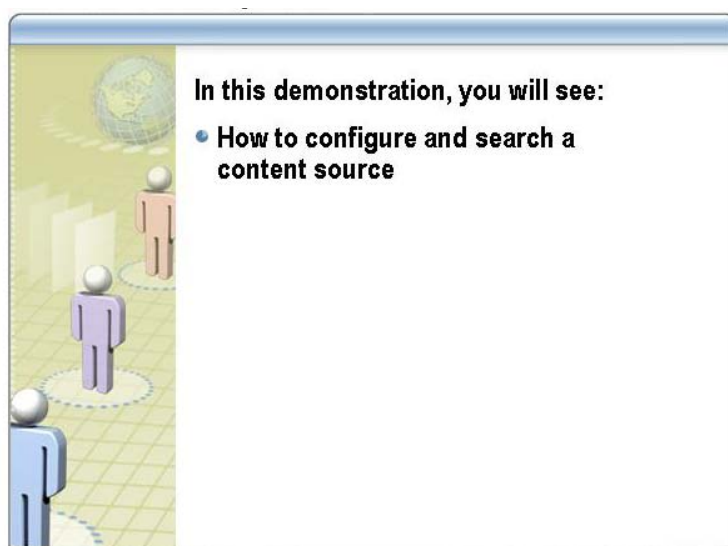 In this demonstration, you will see:
How to configure and search a
content source